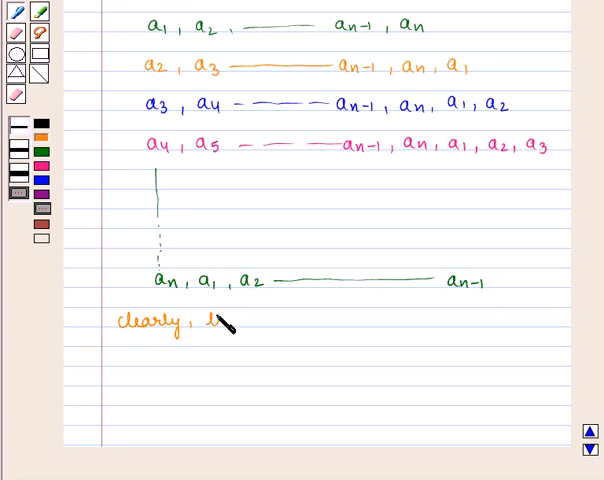 a₁, a₂, ——— aₙ₋₁, aₙ
a₂, a₃ ——— aₙ₋₁, aₙ, a₁
a₃, a₄ - — — — aₙ₋₁, aₙ, a₁, a₂
a₄, a₅ — — — aₙ₋₁, aₙ, a₁, a₂, a₃
aₙ, a₁, a₂ ——— aₙ₋₁
clearly,